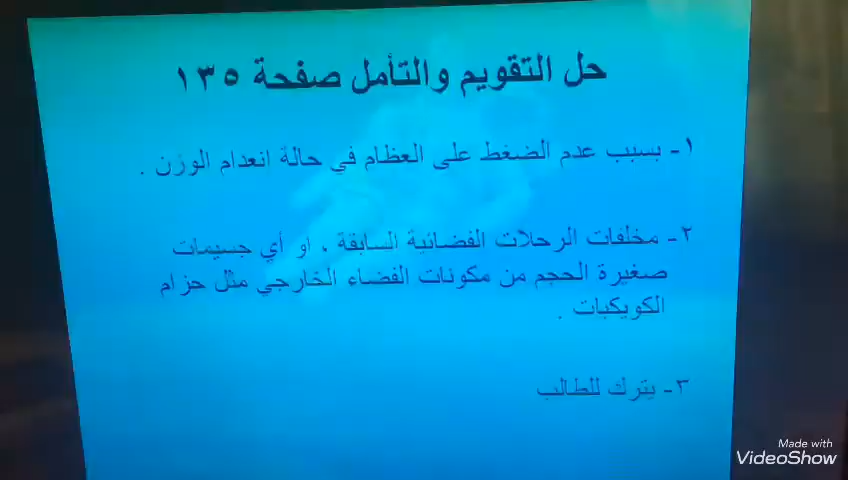 حل التقويم والتأمل صفحة ١٣٥
١- بسبب عدم الضغط على العظام في حالة انعدام الوزن .
٢- مخلفات الرحلات الفضائية السابقة ، او أي جسيمات
صغيرة الحجم من مكونات الفضاء الخارجي مثل حزام
الكويكبات .
٣- يترك للطالب
Made with
VideoShow